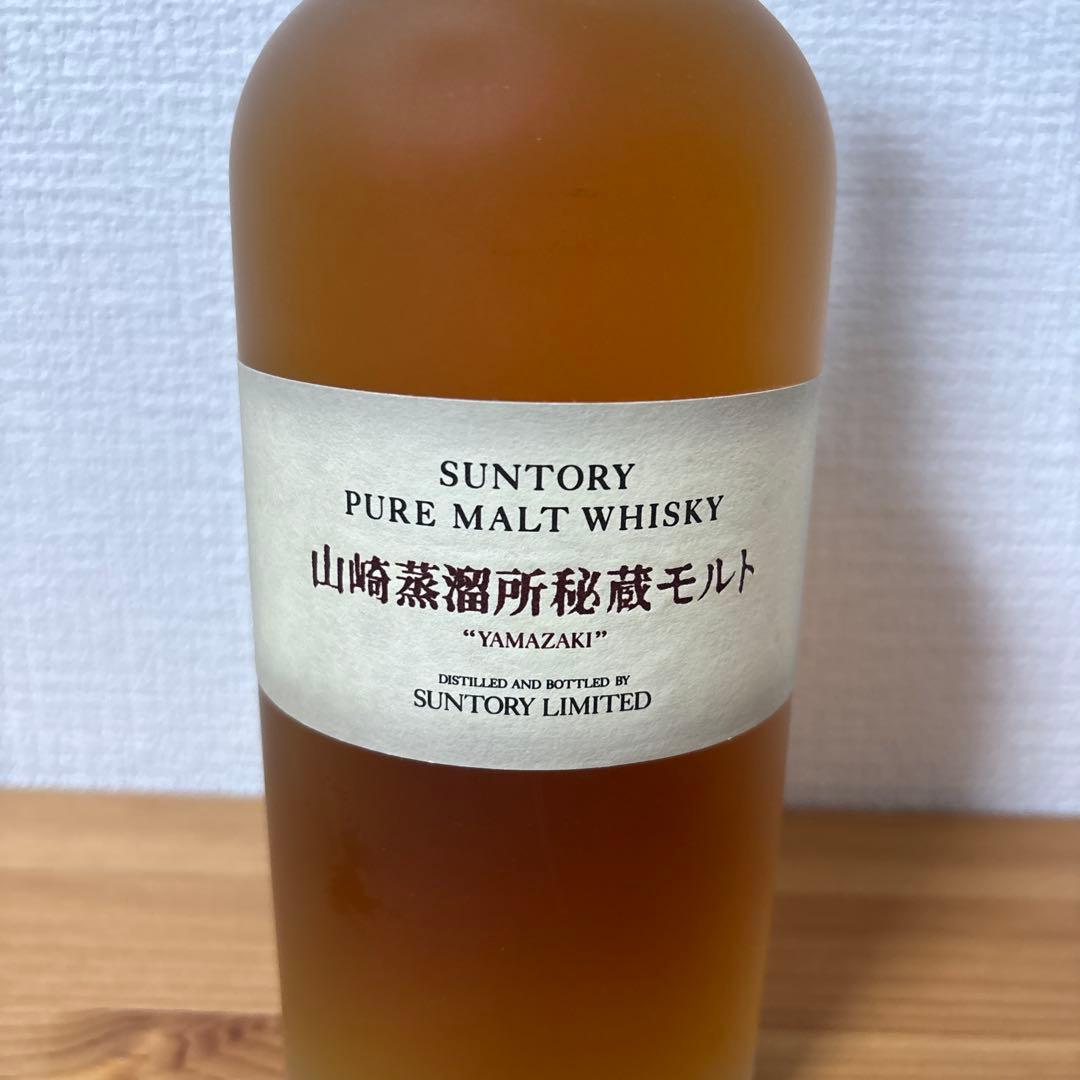 SUNTORY
PURE MALT WHISKY
山崎蒸溜所秘蔵モルト
“YAMAZAKI”
DISTILLED AND BOTTLED BY
SUNTORY LIMITED